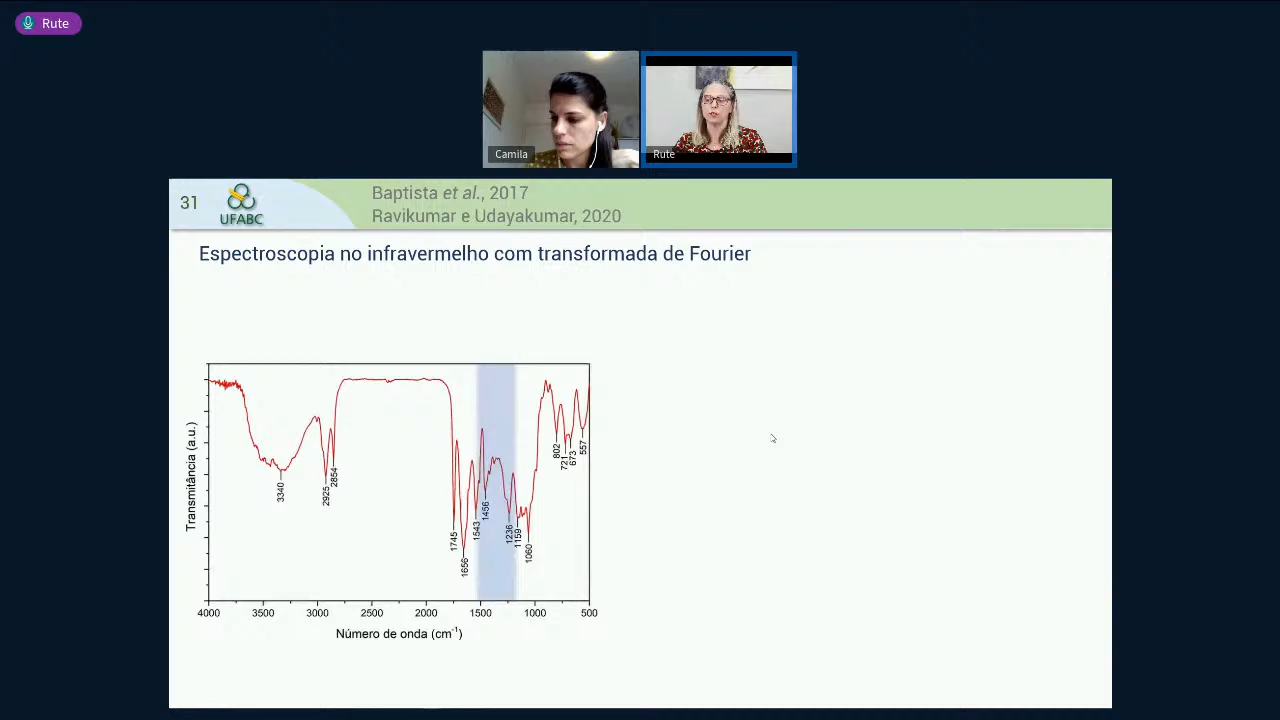 Rute
Camila
Rute
31
UFABC
Baptista et al., 2017
Ravikumar e Udayakumar, 2020
Espectroscopia no infravermelho com transformada de Fourier
Transmitância (a.u.)
3340
2925
2854
1745
1656
1543
1456
1236
1159
1060
802
721
673
557
4000 3500 3000 2500 2000 1500 1000 500
Número de onda (cm⁻¹)